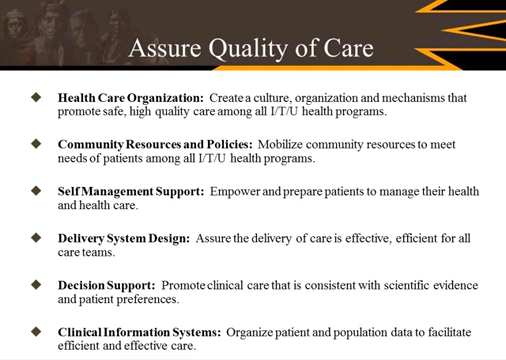 Assure Quality of Care
Health Care Organization: Create a culture, organization and mechanisms that
promote safe, high quality care among all I/T/U health programs.
Community Resources and Policies: Mobilize community resources to meet
needs of patients among all I/T/U health programs.
Self Management Support: Empower and prepare patients to manage their health
and health care.
Delivery System Design: Assure the delivery of care is effective, efficient for all
care teams.
Decision Support: Promote clinical care that is consistent with scientific evidence
and patient preferences.
Clinical Information Systems: Organize patient and population data to facilitate
efficient and effective care.